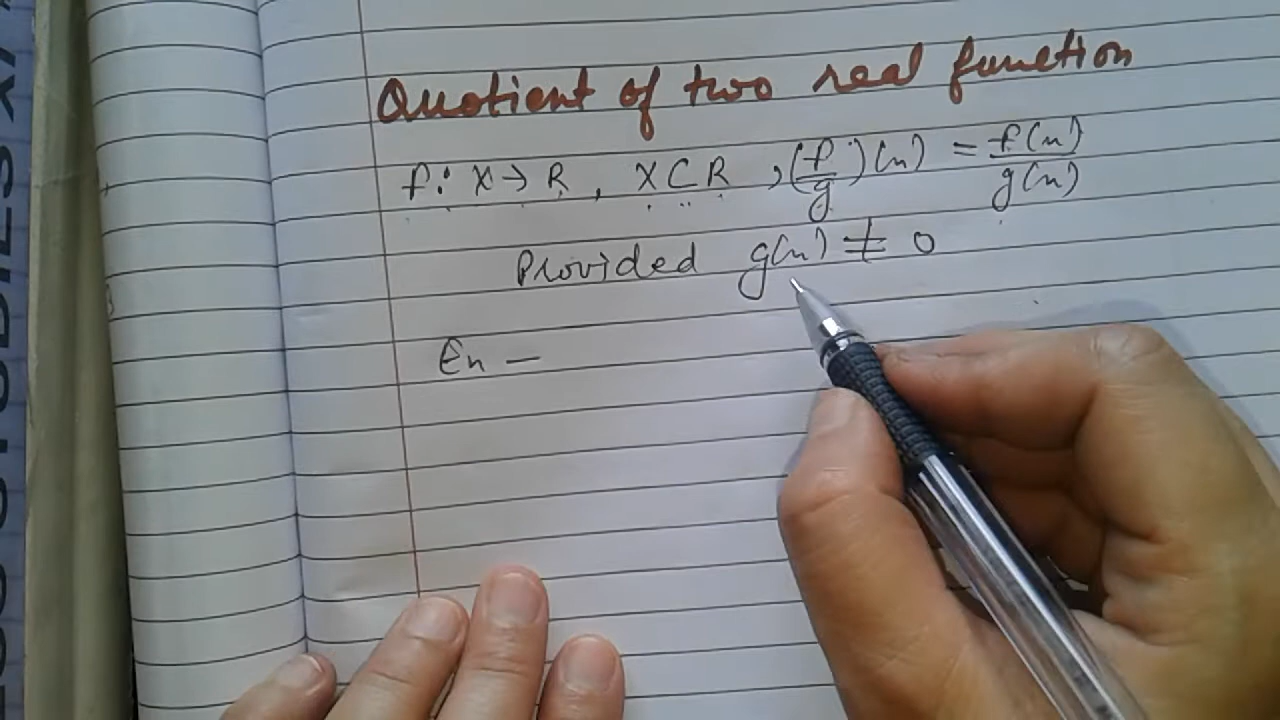 Quotient of two real function
f: X → R, X ⊂ R, (f/g)(x) = f(x)/g(x)
Provided g(x) ≠ 0
Ex —